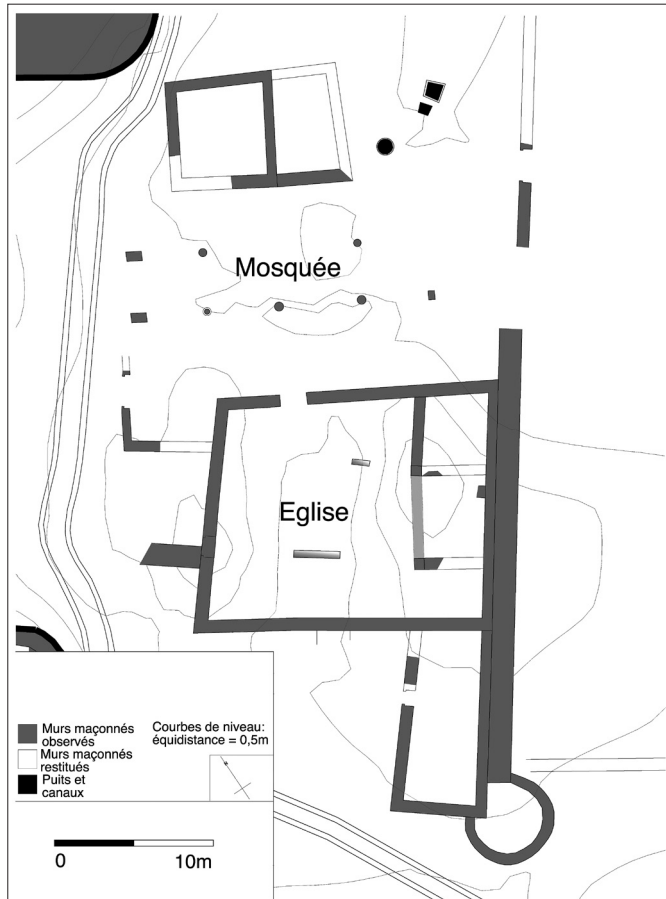 Mosquée
Eglise
Murs maçonnés
observés
Murs maçonnés
restitués
Puits et
canaux
Courbes de niveau:
équidistance = 0,5m
0 10m